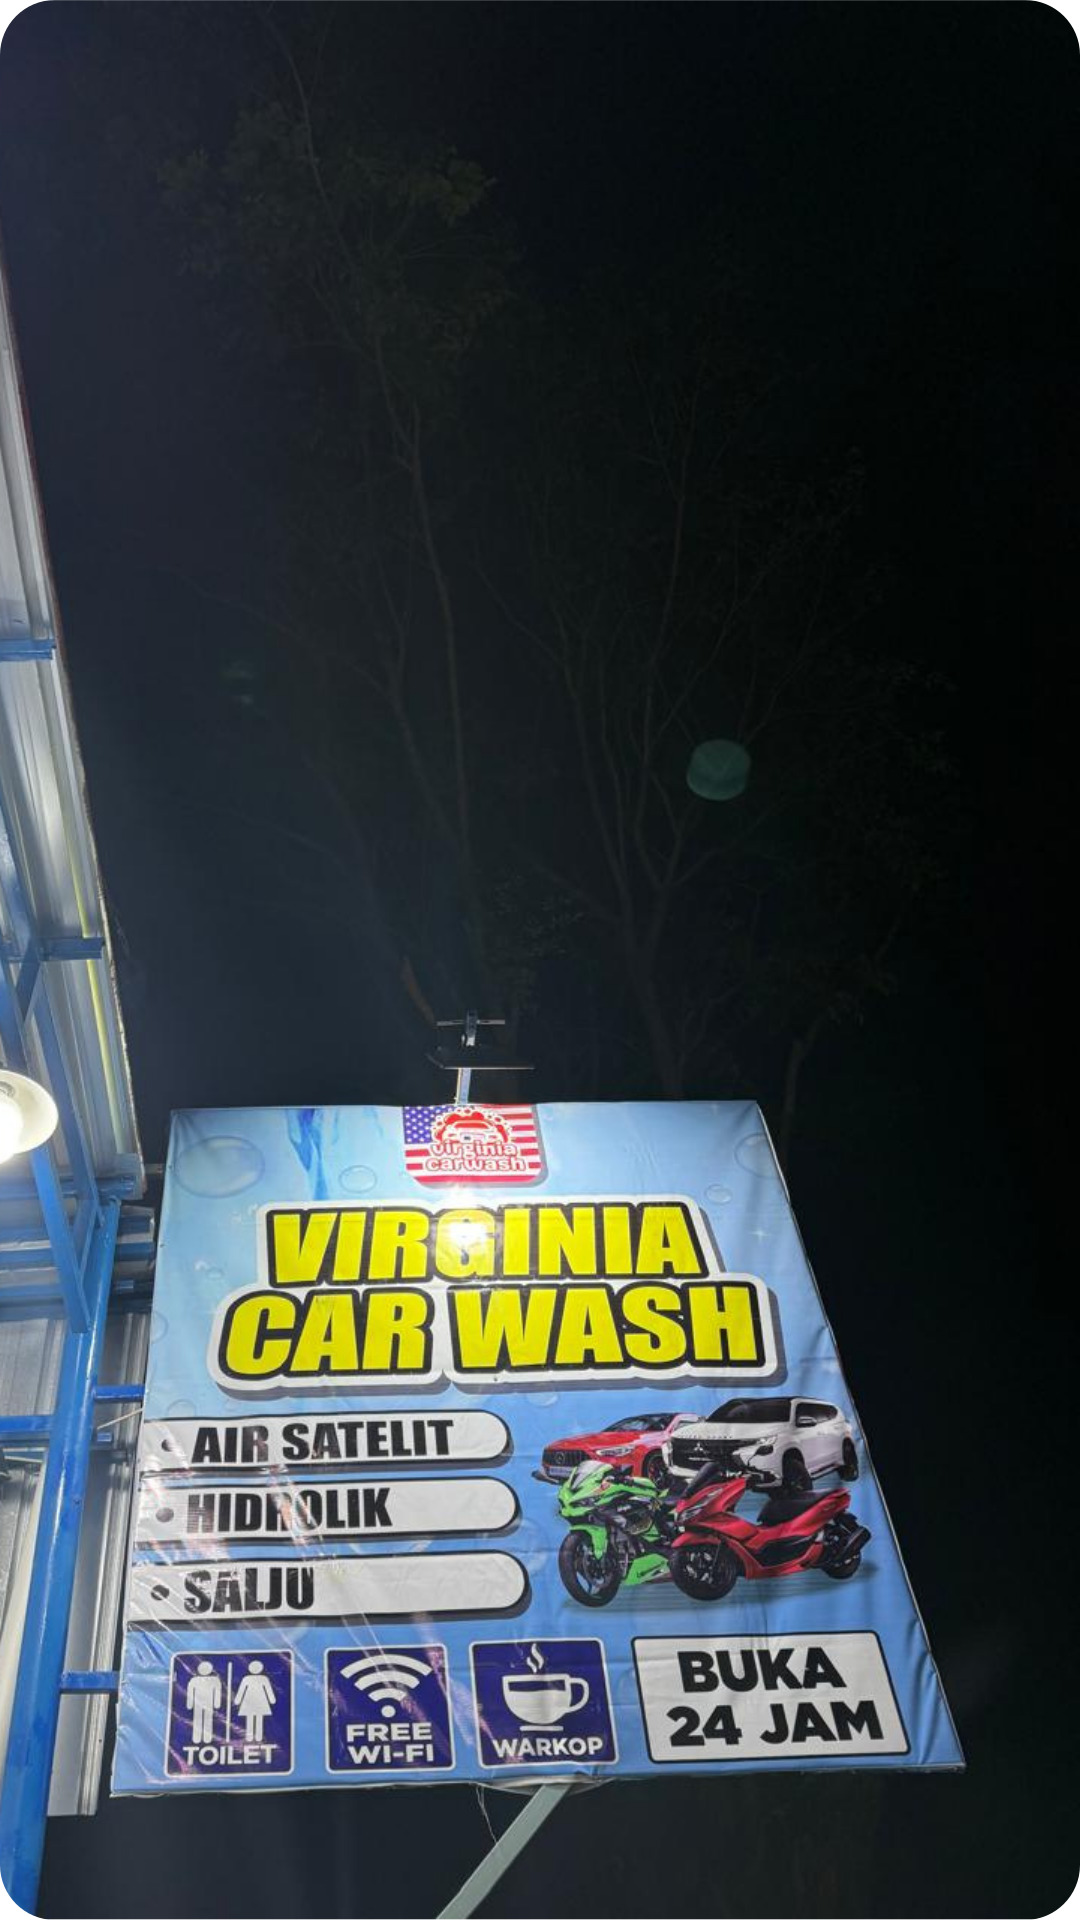 virginia
carwash
VIRGINIA
CAR WASH
• AIR SATELIT
• HIDROLIK
• SALJU
TOILET
FREE
WI-FI
WARKOP
BUKA
24 JAM